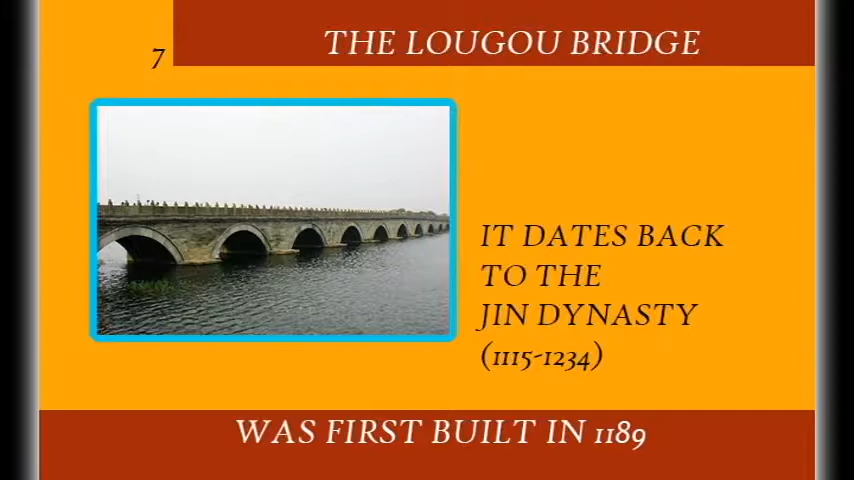 7
THE LOUGOU BRIDGE
IT DATES BACK
TO THE
JIN DYNASTY
(1115-1234)
WAS FIRST BUILT IN 1189